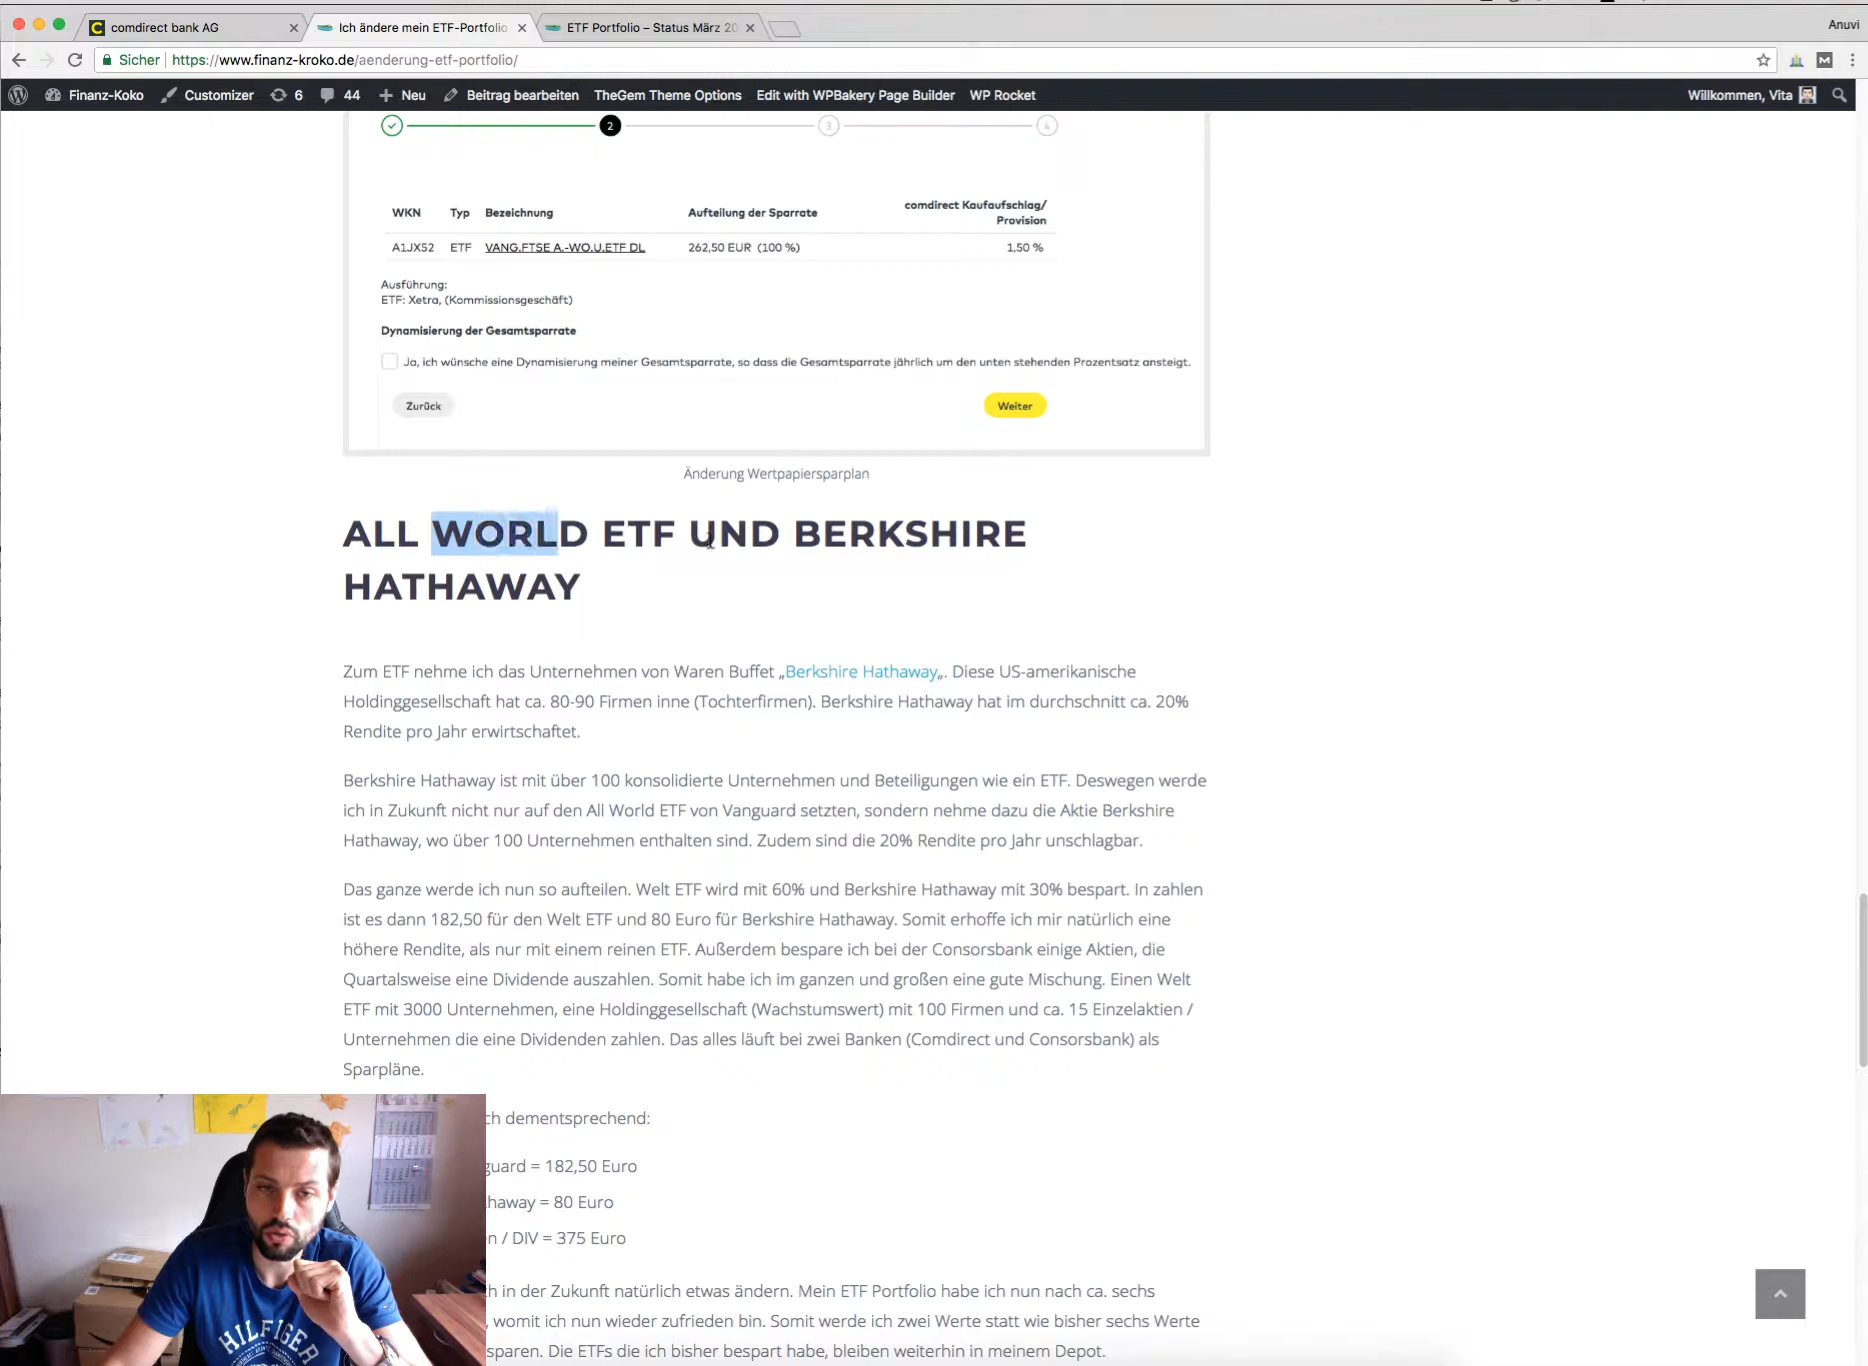 comdirect bank AG
Ich ändere mein ETF-Portfolio
ETF Portfolio – Status März 20
Anuvi
Sicher
https://www.finanz-kroko.de/aenderung-etf-portfolio/
Finanz-Koko
Customizer
6
44
Neu
Beitrag bearbeiten
TheGem Theme Options
Edit with WPBakery Page Builder
WP Rocket
Willkommen, Vita
2
3
4
WKN Typ Bezeichnung Aufteilung der Sparrate comdirect Kaufaufschlag/
Provision
A1JX52 ETF VANG.FTSE A.-WO.U.ETF DL 262,50 EUR (100 %) 1,50 %
Ausführung:
ETF: Xetra, (Kommissionsgeschäft)
Dynamisierung der Gesamtsparrate
Ja, ich wünsche eine Dynamisierung meiner Gesamtsparrate, so dass die Gesamtsparrate jährlich um den unten stehenden Prozentsatz ansteigt.
Zurück
Weiter
Änderung Wertpapiersparplan
ALL WORLD ETF UND BERKSHIRE
HATHAWAY
Zum ETF nehme ich das Unternehmen von Waren Buffet „Berkshire Hathaway„. Diese US-amerikanische
Holdinggesellschaft hat ca. 80-90 Firmen inne (Tochterfirmen). Berkshire Hathaway hat im durchschnitt ca. 20%
Rendite pro Jahr erwirtschaftet.
Berkshire Hathaway ist mit über 100 konsolidierte Unternehmen und Beteiligungen wie ein ETF. Deswegen werde
ich in Zukunft nicht nur auf den All World ETF von Vanguard setzten, sondern nehme dazu die Aktie Berkshire
Hathaway, wo über 100 Unternehmen enthalten sind. Zudem sind die 20% Rendite pro Jahr unschlagbar.
Das ganze werde ich nun so aufteilen. Welt ETF wird mit 60% und Berkshire Hathaway mit 30% bespart. In zahlen
ist es dann 182,50 für den Welt ETF und 80 Euro für Berkshire Hathaway. Somit erhoffe ich mir natürlich eine
höhere Rendite, als nur mit einem reinen ETF. Außerdem bespare ich bei der Consorsbank einige Aktien, die
Quartalsweise eine Dividende auszahlen. Somit habe ich im ganzen und großen eine gute Mischung. Einen Welt
ETF mit 3000 Unternehmen, eine Holdinggesellschaft (Wachstumswert) mit 100 Firmen und ca. 15 Einzelaktien /
Unternehmen die eine Dividenden zahlen. Das alles läuft bei zwei Banken (Comdirect und Consorsbank) als
Sparpläne.
ch dementsprechend:
guard = 182,50 Euro
haway = 80 Euro
en / DIV = 375 Euro
ch in der Zukunft natürlich etwas ändern. Mein ETF Portfolio habe ich nun nach ca. sechs
, womit ich nun wieder zufrieden bin. Somit werde ich zwei Werte statt wie bisher sechs Werte
sparen. Die ETFs die ich bisher bespart habe, bleiben weiterhin in meinem Depot.
HILFIGER